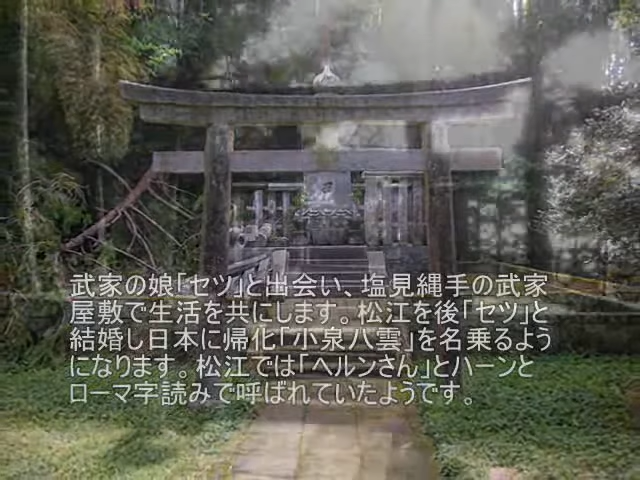 武家の娘「セツ」と出会い、塩見縄手の武家
屋敷で生活を共にします。松江を後「セツ」と
結婚し日本に帰化「小泉八雲」を名乗るよう
になります。松江では「ヘルンさん」とハーンと
ローマ字読みで呼ばれていたようです。